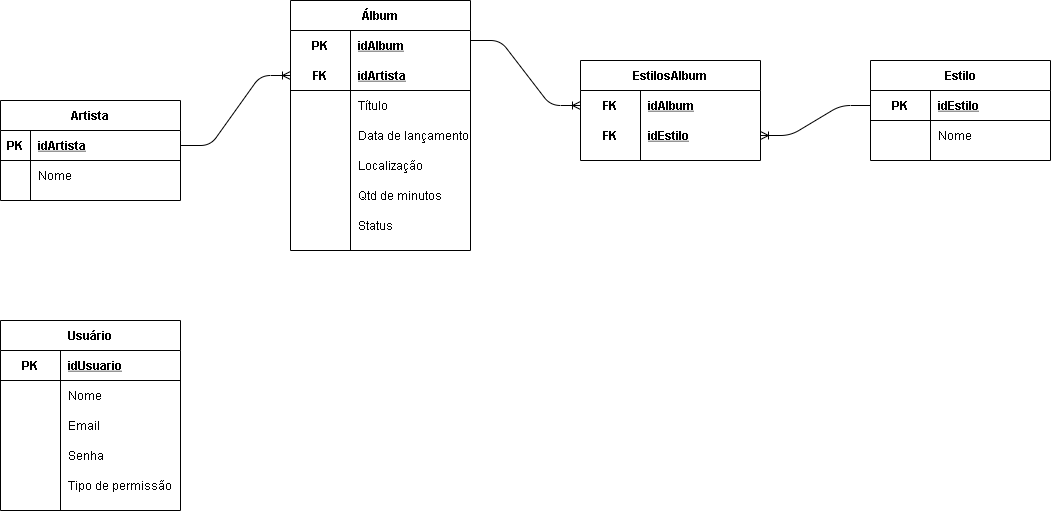 Artista
PK idArtista
Nome
Álbum
PK idAlbum
FK idArtista
Título
Data de lançamento
Localização
Qtd de minutos
Status
EstilosAlbum
FK idAlbum
FK idEstilo
Estilo
PK idEstilo
Nome
Usuário
PK idUsuario
Nome
Email
Senha
Tipo de permissão